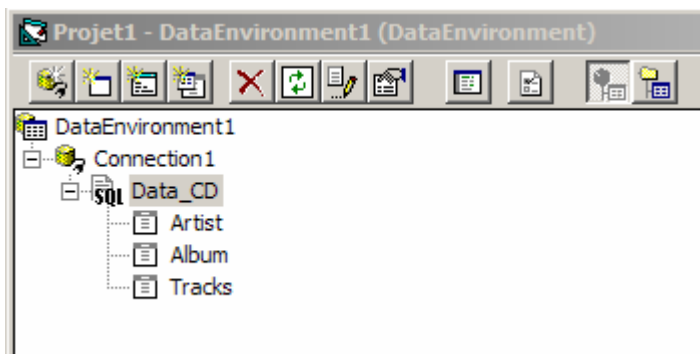 Projet1 - DataEnvironment1 (DataEnvironment)
DataEnvironment1
Connection1
SQL Data_CD
Artist
Album
Tracks